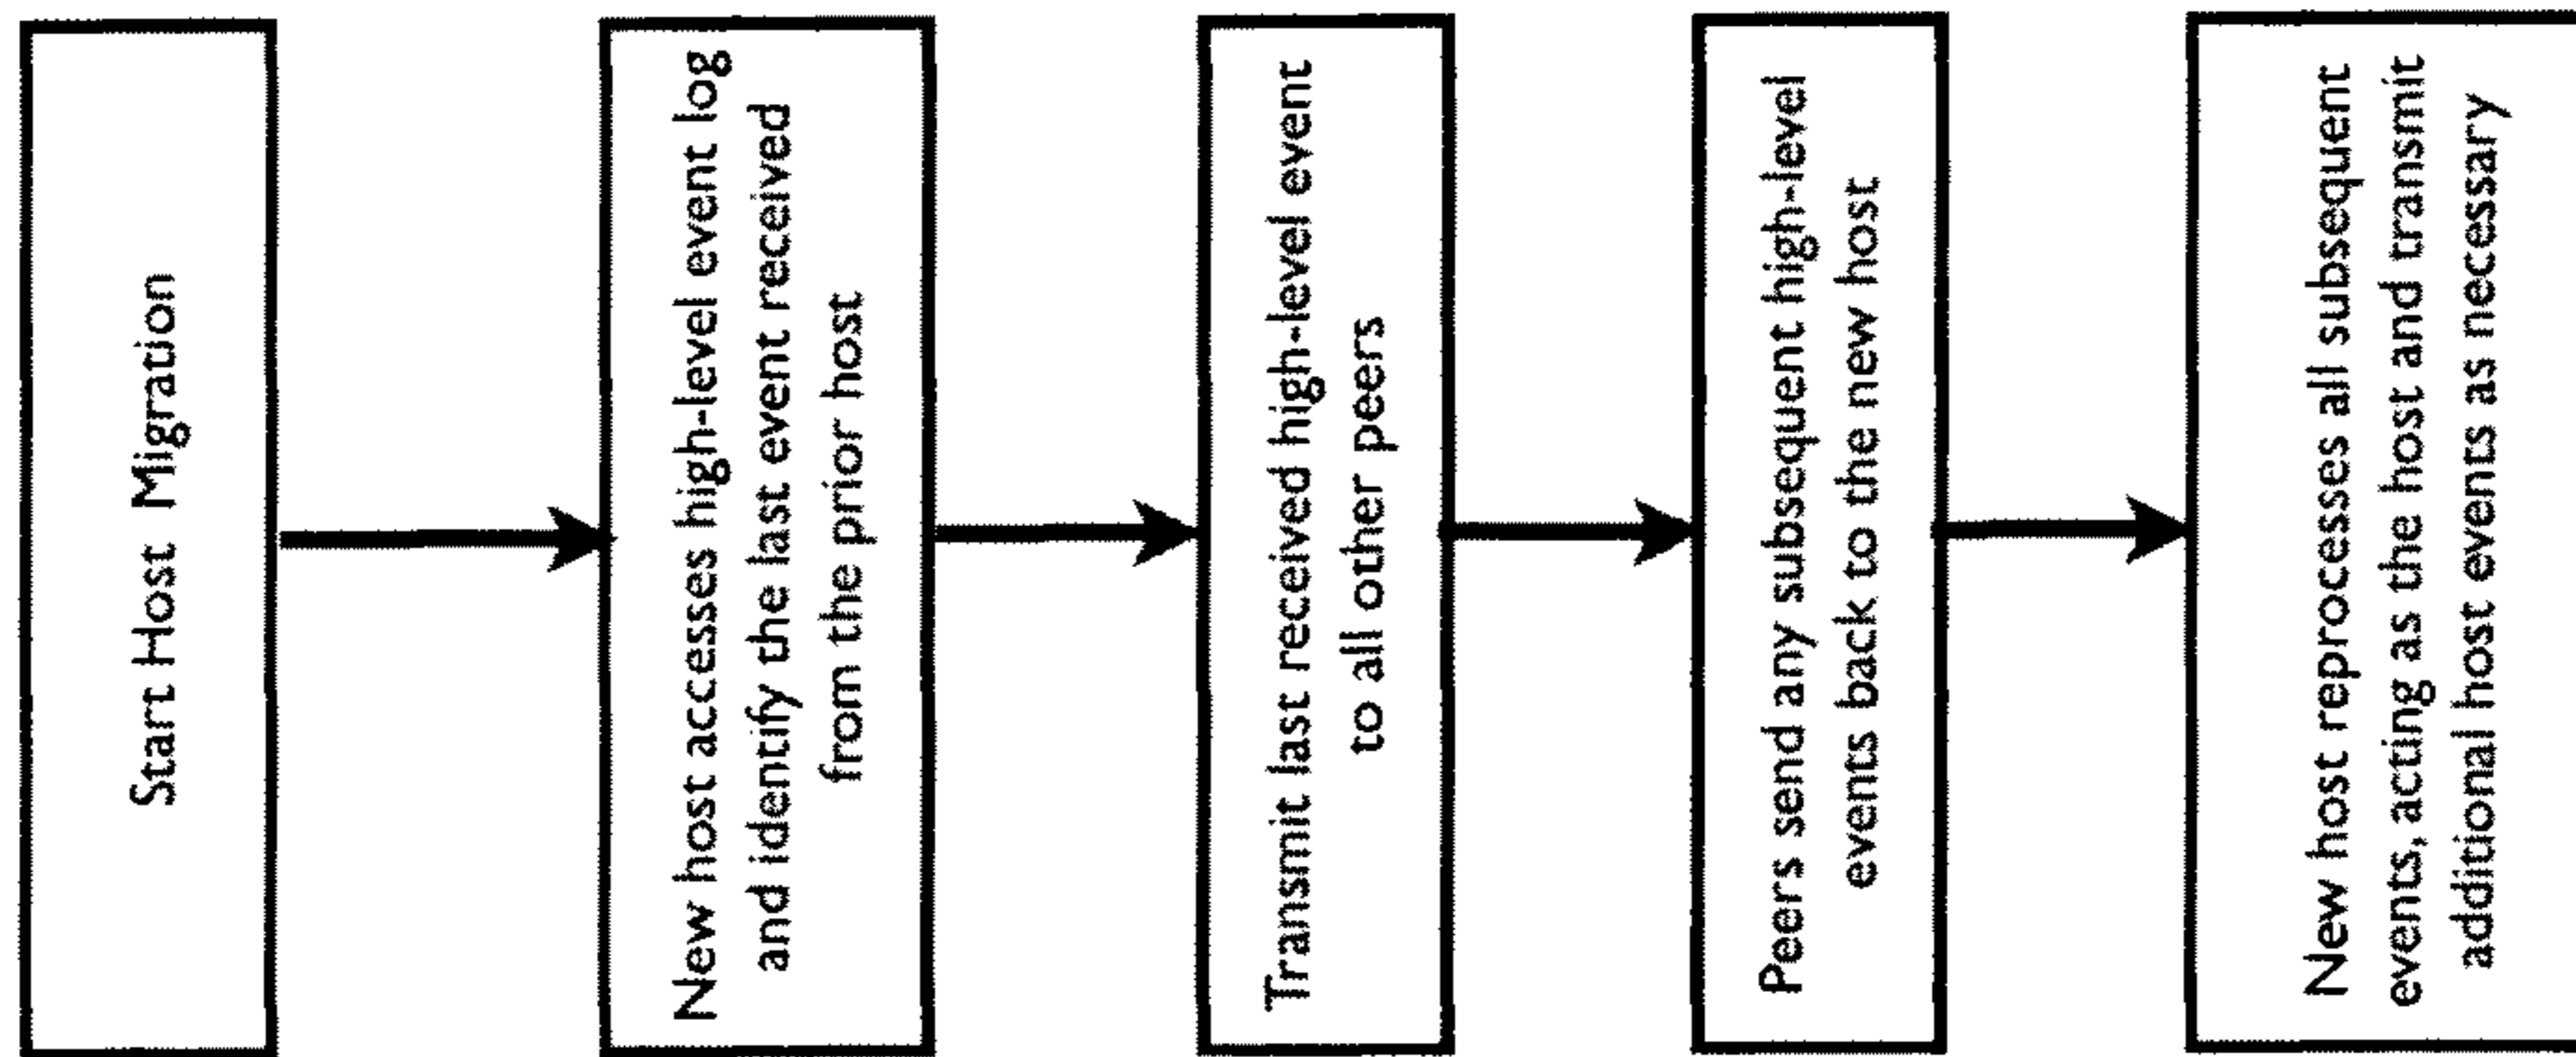 Start Host Migration
New host accesses high-level event log
and identify the last event received
from the prior host
Transmit last received high-level event
to all other peers
Peers send any subsequent high-level
events back to the new host
New host reprocesses all subsequent
events, acting as the host and transmit
additional host events as necessary